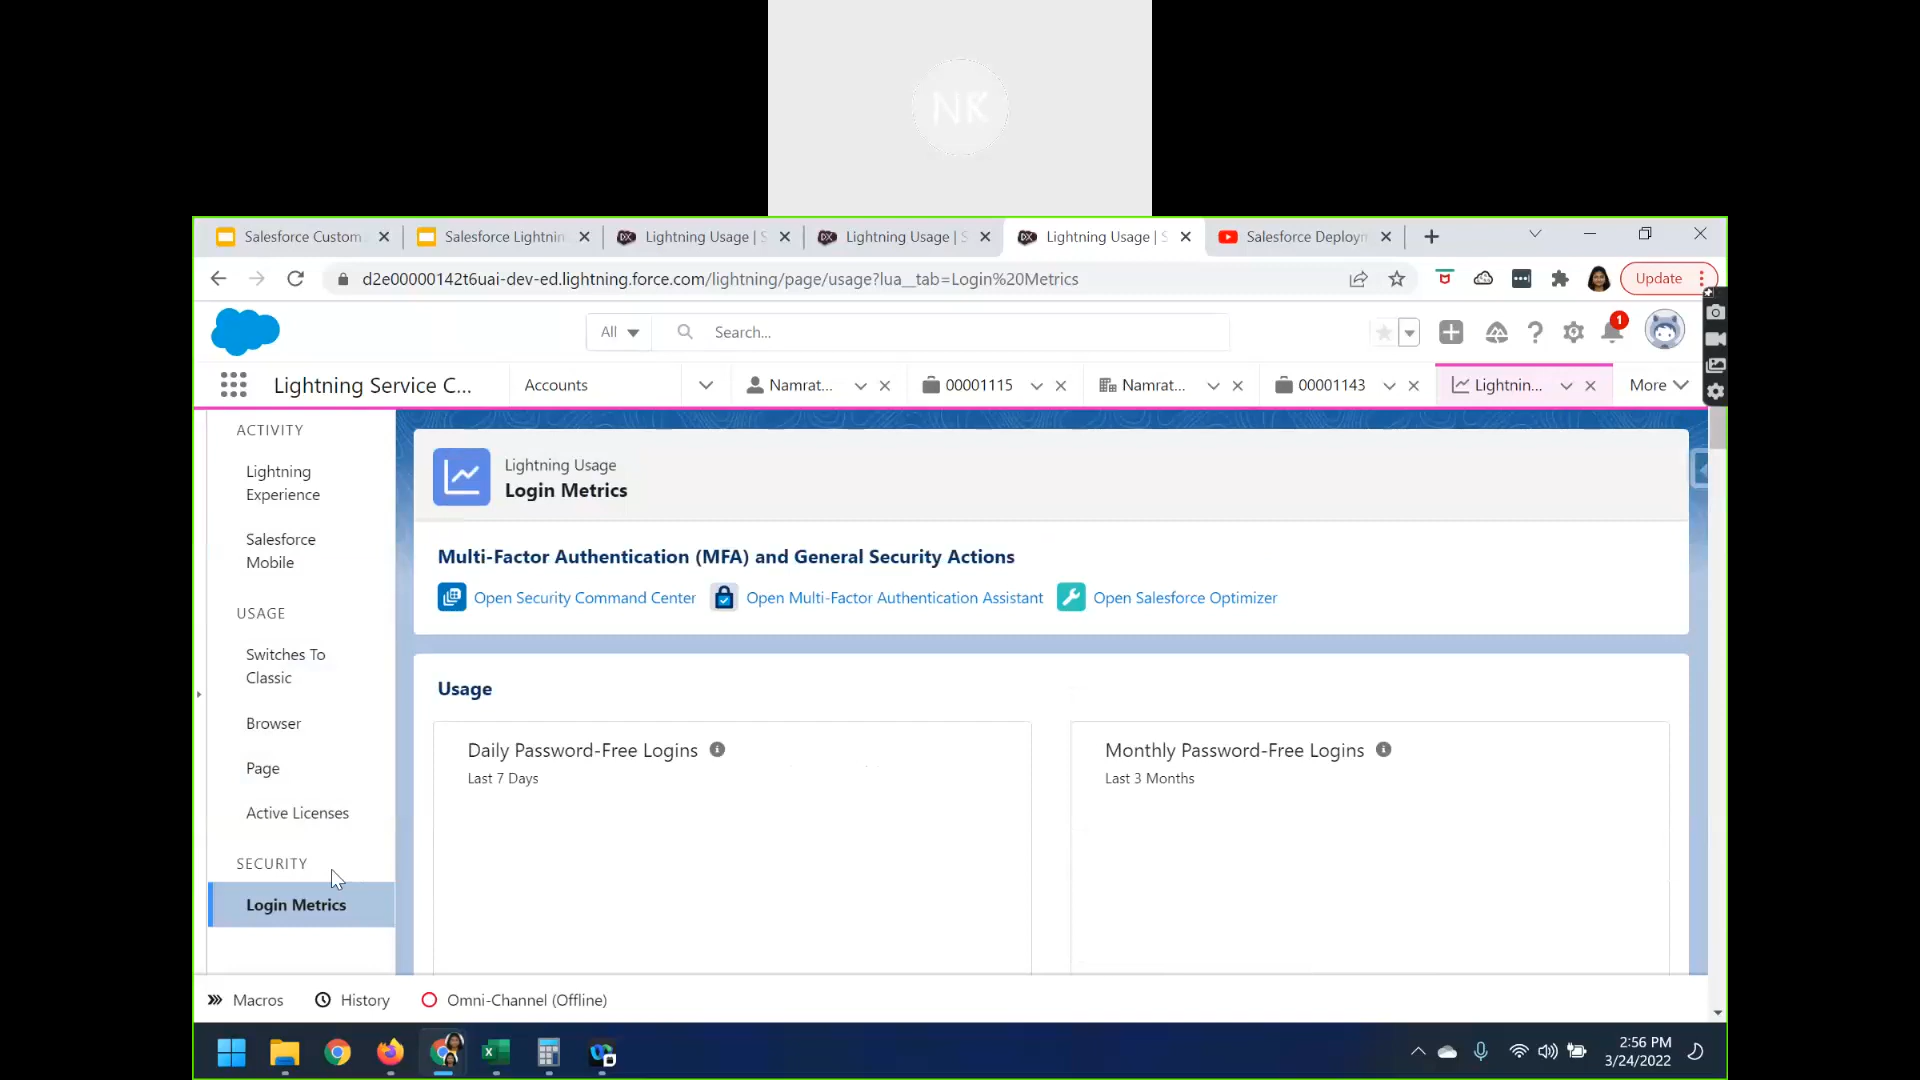 NK
Salesforce Custom
Salesforce Lightnin
Lightning Usage | S
Lightning Usage | S
Lightning Usage | S
Salesforce Deploym
d2e00000142t6uai-dev-ed.lightning.force.com/lightning/page/usage?lua__tab=Login%20Metrics
Update
All
Search...
1
Lightning Service C...
Accounts
Namrat...
00001115
Namrat...
00001143
Lightnin...
More
ACTIVITY
Lightning
Experience
Salesforce
Mobile
USAGE
Switches To
Classic
Browser
Page
Active Licenses
SECURITY
Login Metrics
Lightning Usage
Login Metrics
Multi-Factor Authentication (MFA) and General Security Actions
Open Security Command Center
Open Multi-Factor Authentication Assistant
Open Salesforce Optimizer
Usage
Daily Password-Free Logins
Last 7 Days
Monthly Password-Free Logins
Last 3 Months
Macros
History
Omni-Channel (Offline)
2:56 PM
3/24/2022